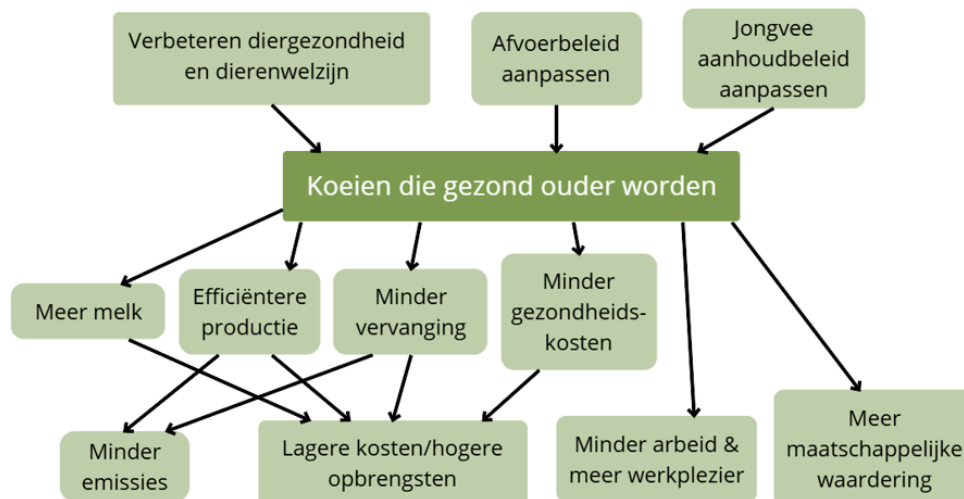 Verbeteren diergezondheid
en dierenwelzijn
Afvoerbeleid
aanpassen
Jongvee
aanhoudbeleid
aanpassen
Koeien die gezond ouder worden
Meer melk
Efficiëntere
productie
Minder
vervanging
Minder
gezondheids-
kosten
Minder
emissies
Lagere kosten/hogere
opbrengsten
Minder arbeid &
meer werkplezier
Meer
maatschappelijke
waardering